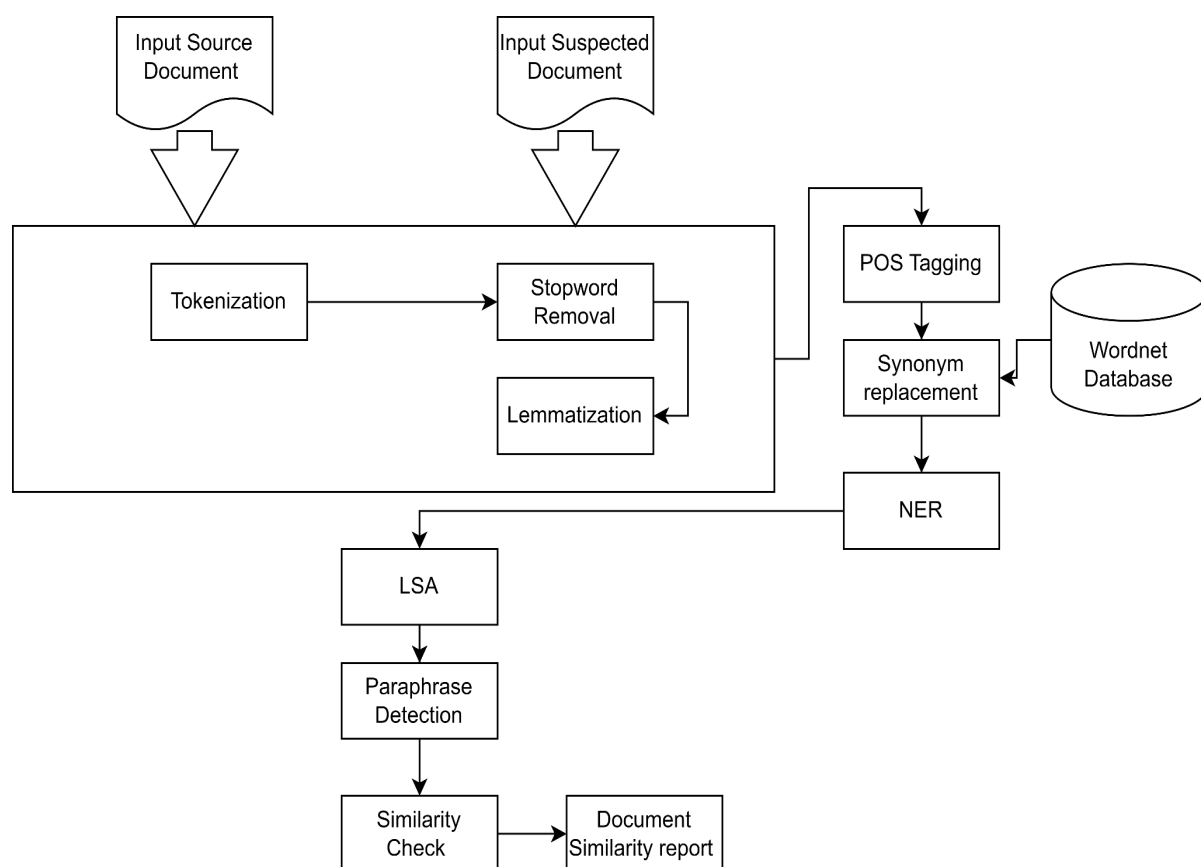 Input Source
Document
Input Suspected
Document
Tokenization
Stopword
Removal
Lemmatization
POS Tagging
Synonym
replacement
Wordnet
Database
NER
LSA
Paraphrase
Detection
Similarity
Check
Document
Similarity report